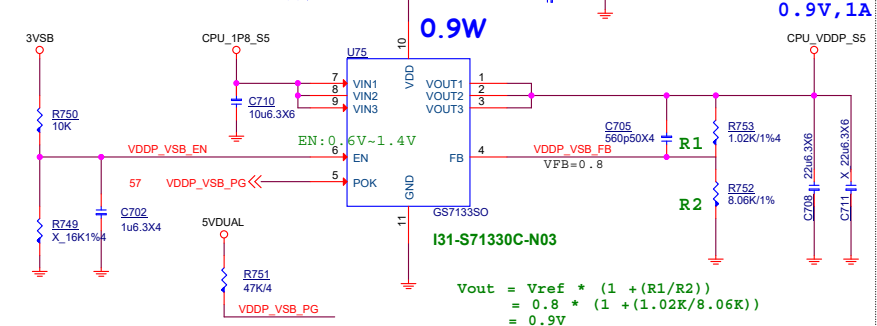 0.9V,1A
0.9W
3VSB
CPU_1P8_S5
CPU_VDDP_S5
U75
10
VDD
7
VIN1
8
VIN2
9
VIN3
VOUT1
1
VOUT2
2
VOUT3
3
R750
10K
C710
10u6.3X6
EN:0.6V~1.4V
VDDP_VSB_EN
6
EN
57
VDDP_VSB_PG
5
POK
FB
4
VDDP_VSB_FB
VFB=0.8
C705
560p50X4
R1
R753
1.02K/1%4
R2
R752
8.06K/1%
C708
22u6.3X6
C711
X_22u6.3X6
GND
11
GS7133SO
I31-S71330C-N03
R749
X_16K1%4
C702
1u6.3X4
5VDUAL
R751
47K/4
VDDP_VSB_PG
Vout = Vref * (1 +(R1/R2))
= 0.8 * (1 +(1.02K/8.06K))
= 0.9V